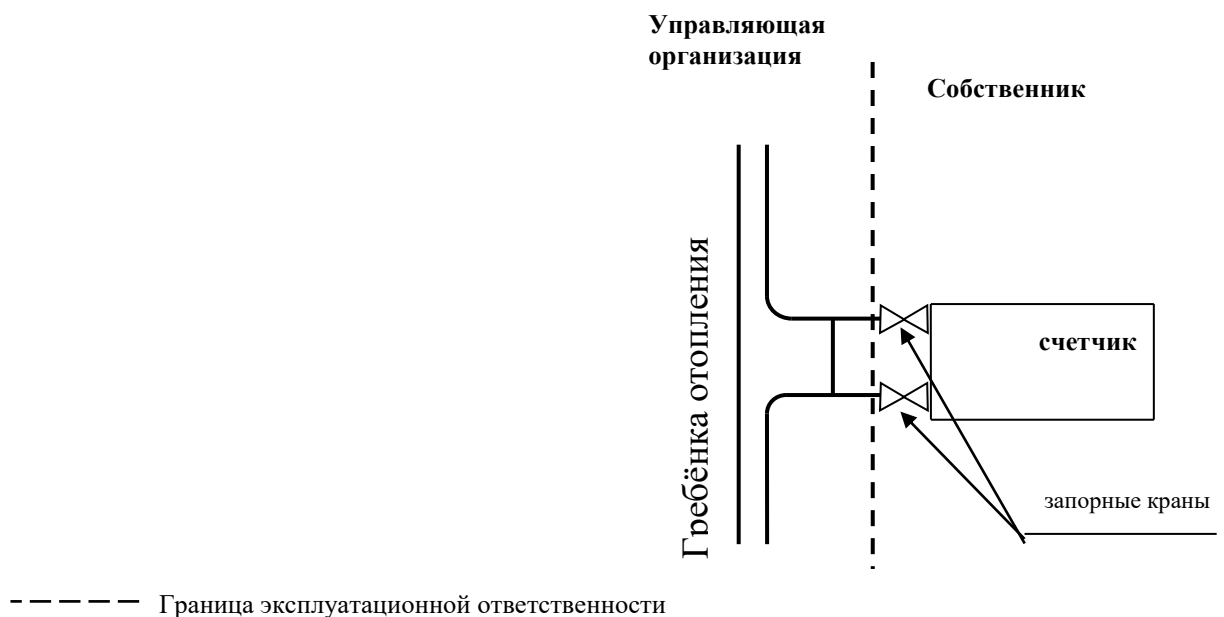 Управляющая
организация
Собственник
Гребёнка отопления
счетчик
запорные краны
Граница эксплуатационной ответственности